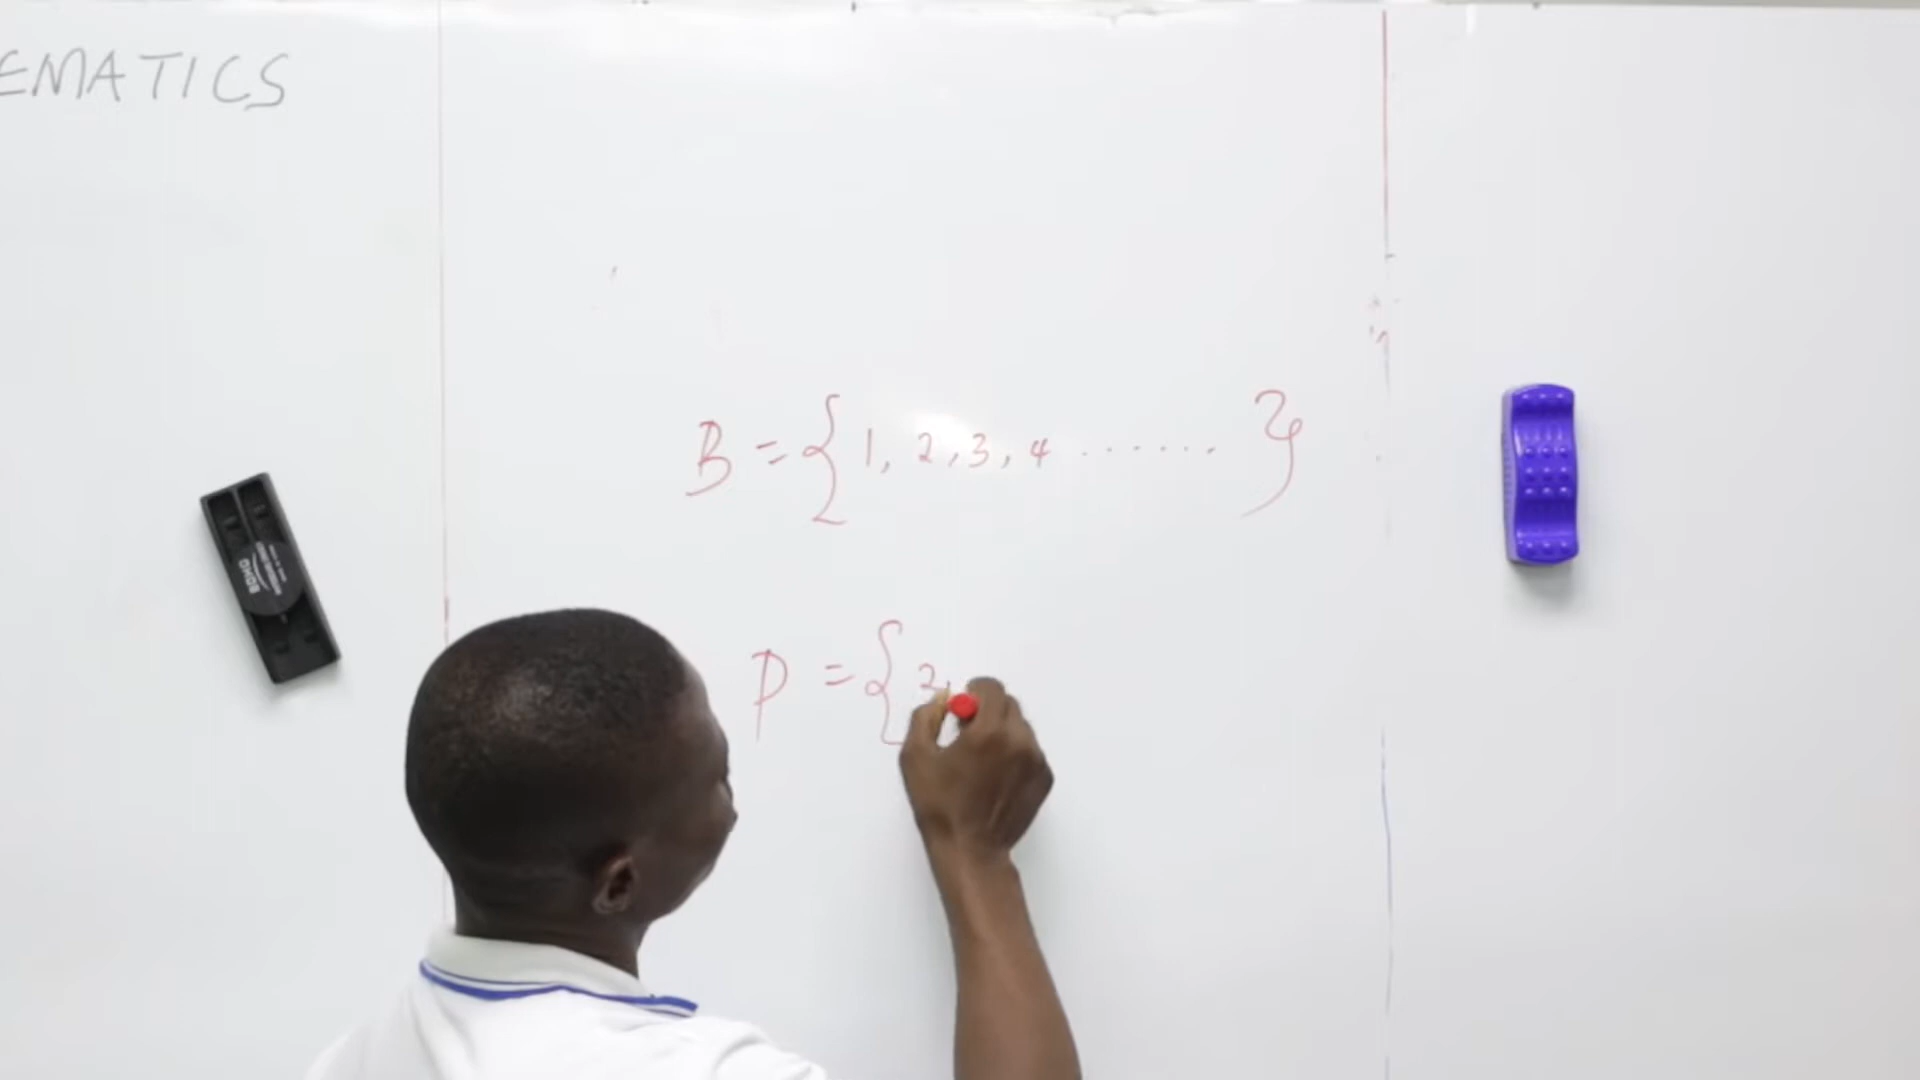 EMATICS
B = { 1, 2, 3, 4 ....... }
P = { 2,